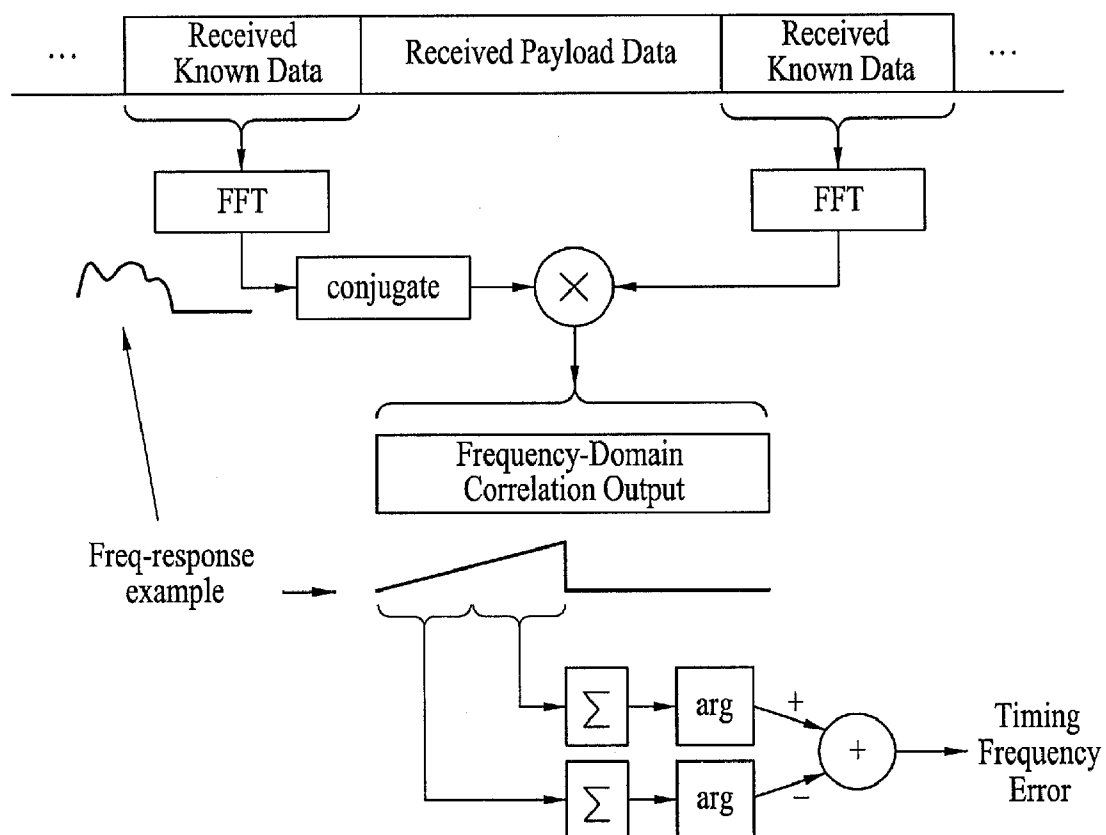 ...
Received
Known Data
Received Payload Data
Received
Known Data
...
FFT
FFT
conjugate
×
Frequency-Domain
Correlation Output
Freq-response
example
Σ
arg
+
+
Timing
Frequency
Error
Σ
arg
−